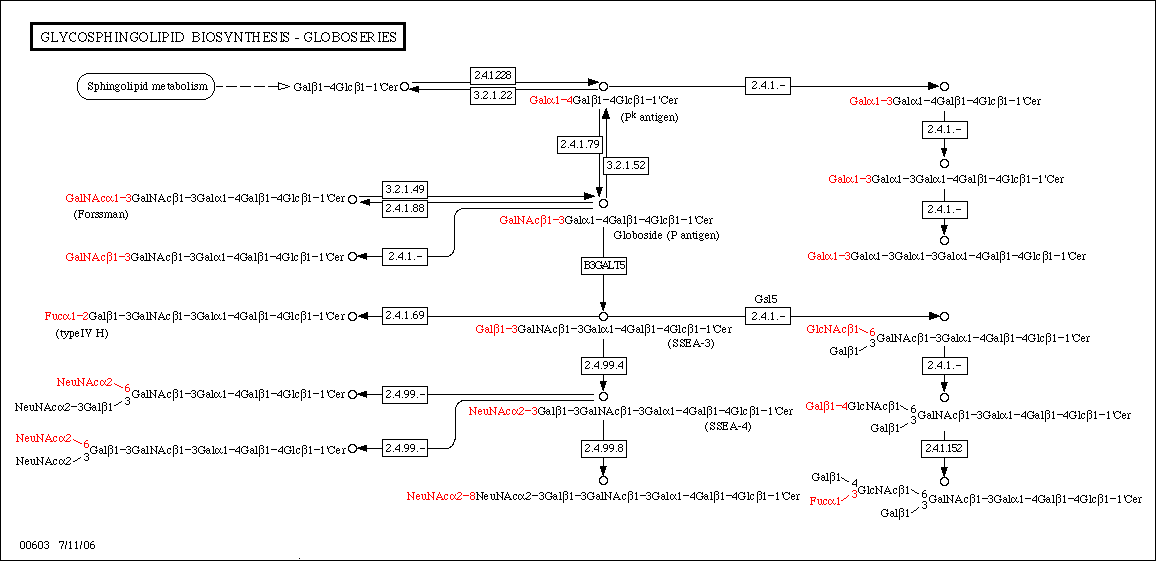 GLYCOSPHINGOLIPID BIOSYNTHESIS - GLOBOSERIES
Sphingolipid metabolism
Galβ1-4Glcβ1-1'Cer
2.4.1.228
3.2.1.22
2.4.1.-
Galα1-4Galβ1-4Glcβ1-1'Cer
(Pk antigen)
Galα1-3Galα1-4Galβ1-4Glcβ1-1'Cer
2.4.1.79
3.2.1.52
2.4.1.-
Galα1-3Galα1-3Galα1-4Galβ1-4Glcβ1-1'Cer
3.2.1.49
2.4.1.88
GalNAcα1-3GalNAcβ1-3Galα1-4Galβ1-4Glcβ1-1'Cer
(Forssman)
2.4.1.-
GalNAcβ1-3Galα1-4Galβ1-4Glcβ1-1'Cer
Globoside (P antigen)
GalNAcβ1-3GalNAcβ1-3Galα1-4Galβ1-4Glcβ1-1'Cer
2.4.1.-
Galα1-3Galα1-3Galα1-3Galα1-4Galβ1-4Glcβ1-1'Cer
B3GALT5
Gsl5
Fucα1-2Galβ1-3GalNAcβ1-3Galα1-4Galβ1-4Glcβ1-1'Cer
(type IV H)
2.4.1.69
2.4.1.-
Galβ1-3GalNAcβ1-3Galα1-4Galβ1-4Glcβ1-1'Cer
(SSEA-3)
GlcNAcβ1
6
GalNAcβ1-3Galα1-4Galβ1-4Glcβ1-1'Cer
3
Galβ1
2.4.99.4
2.4.1.-
NeuNAcα2
6
GalNAcβ1-3Galα1-4Galβ1-4Glcβ1-1'Cer
3
NeuNAcα2-3Galβ1
2.4.99.-
NeuNAcα2-3Galβ1-3GalNAcβ1-3Galα1-4Galβ1-4Glcβ1-1'Cer
(SSEA-4)
Galβ1-4GlcNAcβ1
6
GalNAcβ1-3Galα1-4Galβ1-4Glcβ1-1'Cer
3
Galβ1
NeuNAcα2
6
Galβ1-3GalNAcβ1-3Galα1-4Galβ1-4Glcβ1-1'Cer
3
NeuNAcα2
2.4.99.-
2.4.99.8
2.4.1.152
NeuNAcα2-8NeuNAcα2-3Galβ1-3GalNAcβ1-3Galα1-4Galβ1-4Glcβ1-1'Cer
Galβ1
4
GlcNAcβ1
3
Fucα1
6
GalNAcβ1-3Galα1-4Galβ1-4Glcβ1-1'Cer
3
Galβ1
00603 7/11/06